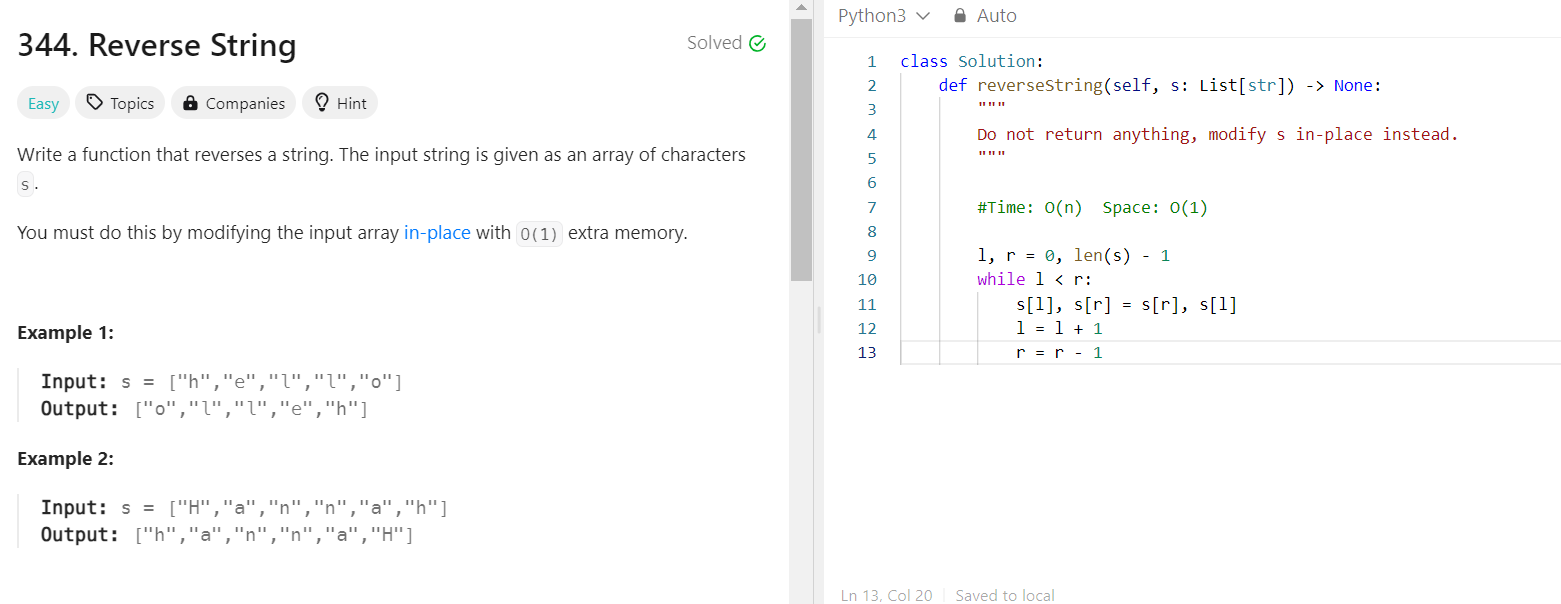 344. Reverse String
Solved
Easy
Topics
Companies
Hint
Write a function that reverses a string. The input string is given as an array of characters
s.
You must do this by modifying the input array in-place with O(1) extra memory.
Example 1:
Input: s = ["h","e","l","l","o"]
Output: ["o","l","l","e","h"]
Example 2:
Input: s = ["H","a","n","n","a","h"]
Output: ["h","a","n","n","a","H"]
Python3
Auto
1 class Solution:
2     def reverseString(self, s: List[str]) -> None:
3         """
4         Do not return anything, modify s in-place instead.
5         """
6
7         #Time: O(n)  Space: O(1)
8
9         l, r = 0, len(s) - 1
10         while l < r:
11             s[l], s[r] = s[r], s[l]
12             l = l + 1
13             r = r - 1
Ln 13, Col 20
Saved to local